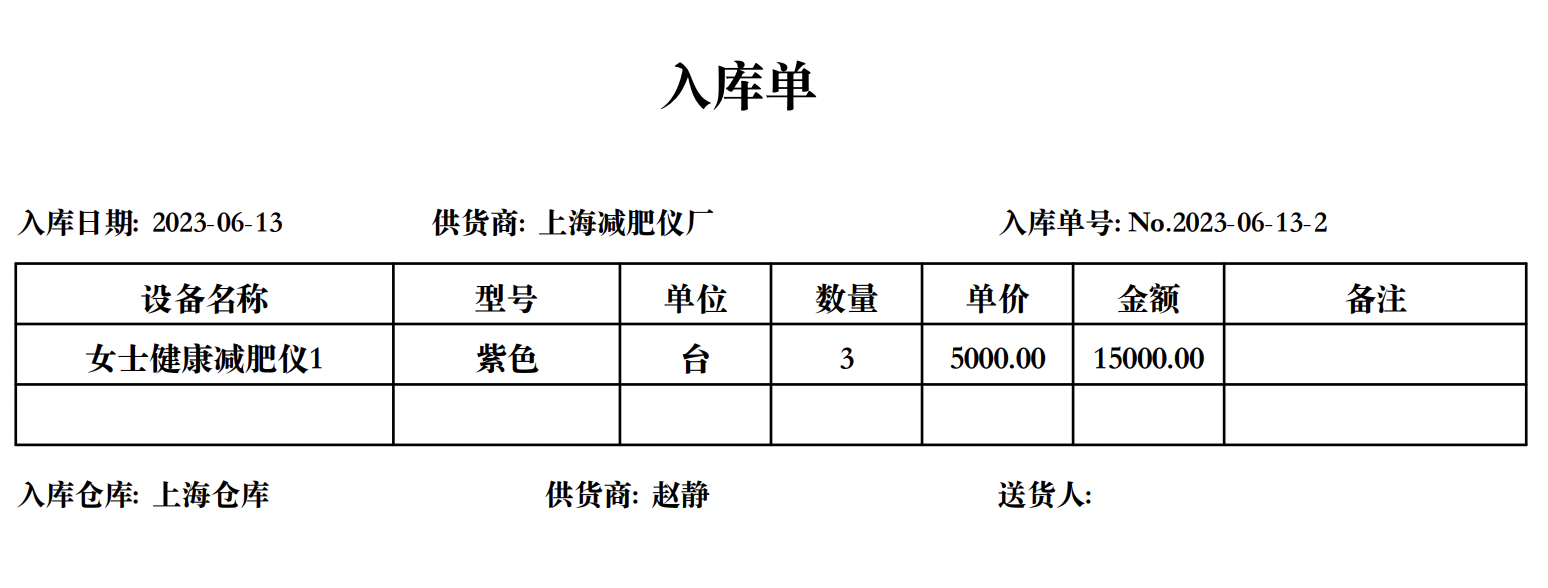 入库单
入库日期: 2023-06-13 供货商: 上海减肥仪厂 入库单号: No.2023-06-13-2
设备名称 型号 单位 数量 单价 金额 备注
女士健康减肥仪1 紫色 台 3 5000.00 15000.00
入库仓库: 上海仓库 供货商: 赵静 送货人: